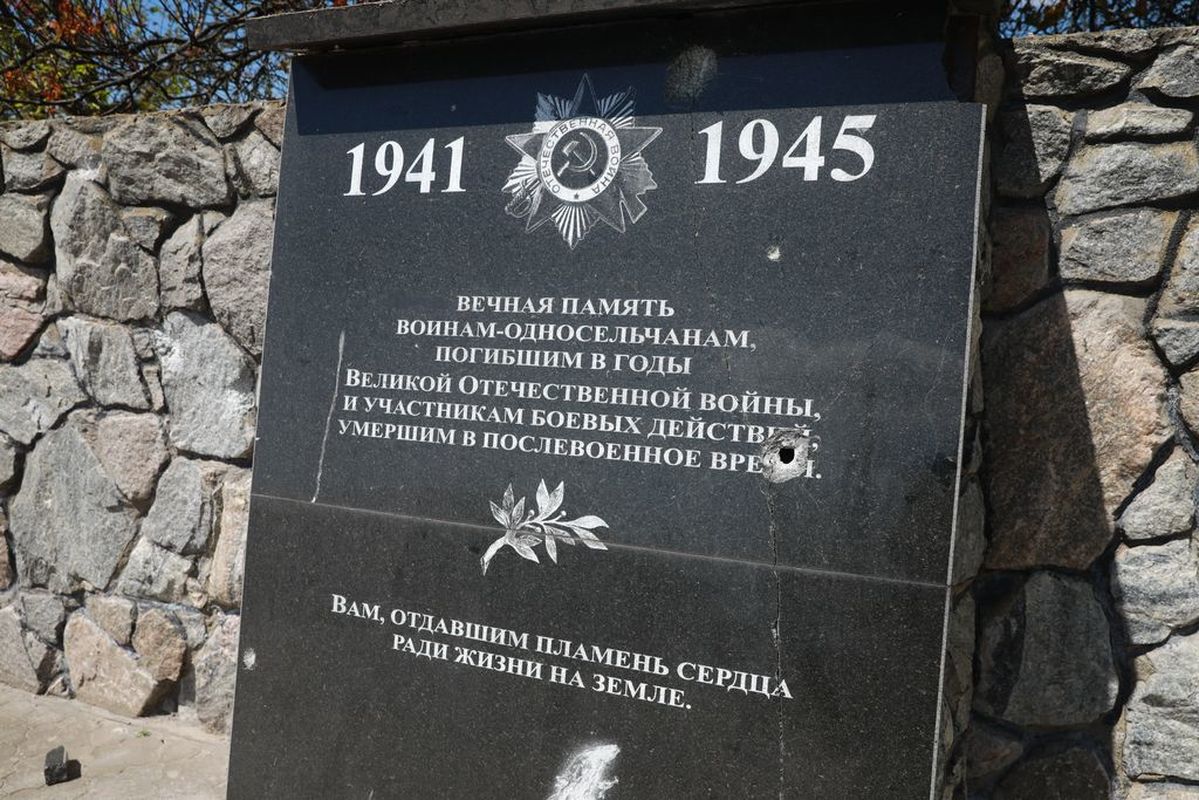 1941
ОТЕЧЕСТВЕННАЯ ВОЙНА
1945
ВЕЧНАЯ ПАМЯТЬ
ВОИНАМ-ОДНОСЕЛЬЧАНАМ,
ПОГИБШИМ В ГОДЫ
ВЕЛИКОЙ ОТЕЧЕСТВЕННОЙ ВОЙНЫ,
И УЧАСТНИКАМ БОЕВЫХ ДЕЙСТВИЙ,
УМЕРШИМ В ПОСЛЕВОЕННОЕ
ВАМ, ОТДАВШИМ ПЛАМЕНЬ СЕРДЦА
РАДИ ЖИЗНИ НА ЗЕМЛЕ.